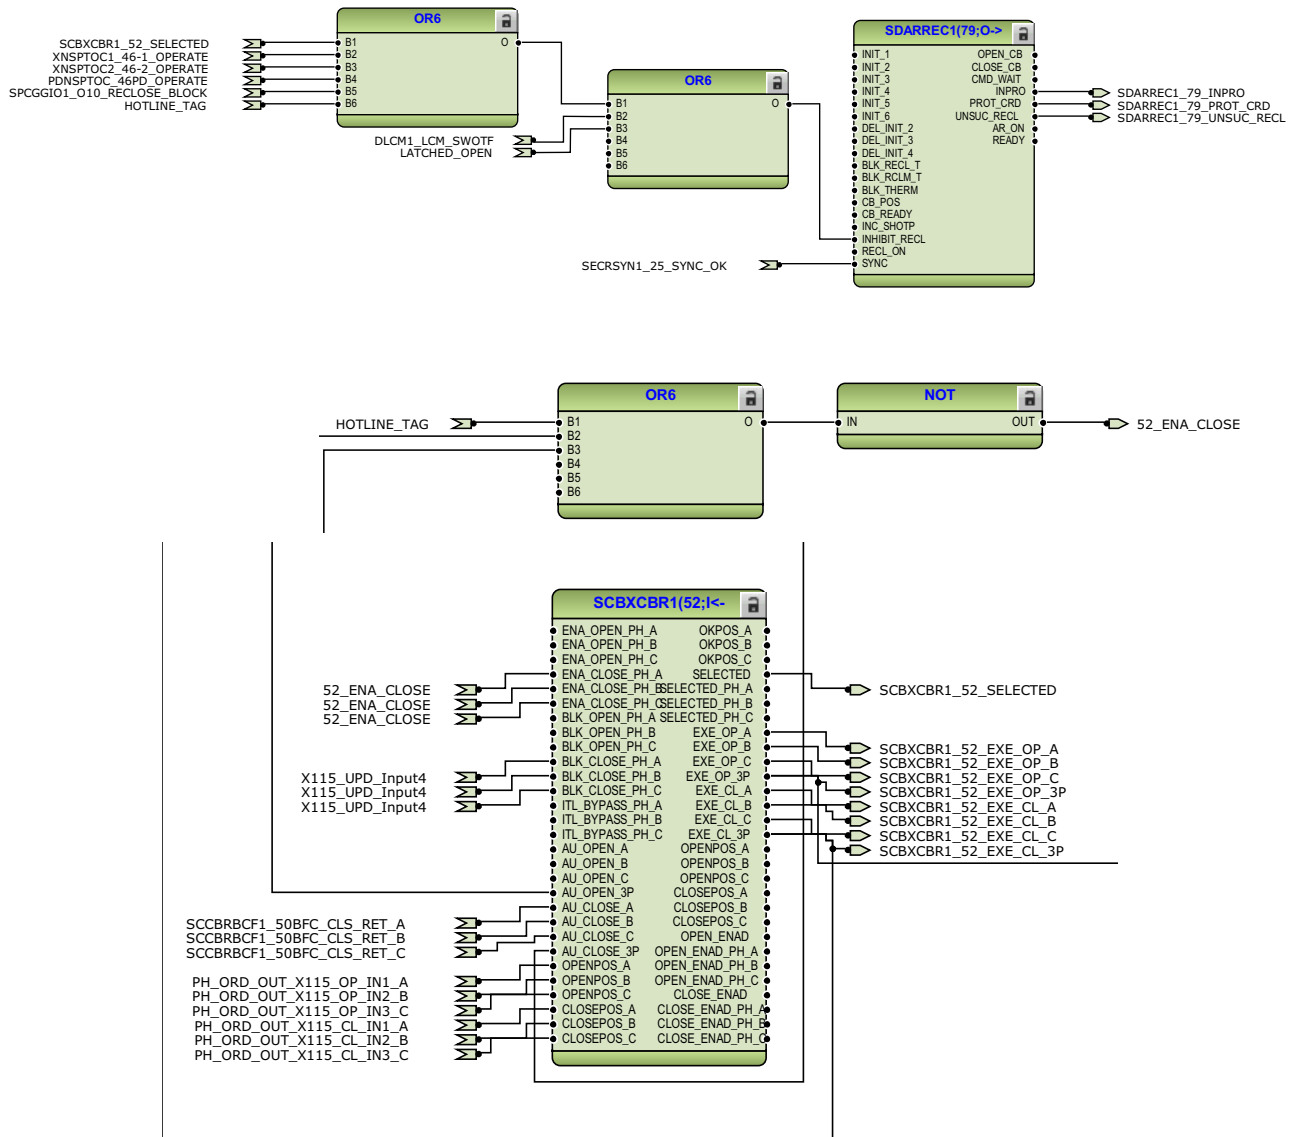 OR6
SCBXCBR1_52_SELECTED
XNSPTOC1_46-1_OPERATE
XNSPTOC2_46-2_OPERATE
PDNSPTOC_46PD_OPERATE
SPCGGIO1_O10_RECLOSE_BLOCK
HOTLINE_TAG
B1
B2
B3
B4
B5
B6
O
OR6
DLCM1_LCM_SWOTF
LATCHED_OPEN
B1
B2
B3
B4
B5
B6
O
SDARREC1(79;O->
INIT_1
INIT_2
INIT_3
INIT_4
INIT_5
INIT_6
DEL_INIT_2
DEL_INIT_3
DEL_INIT_4
BLK_RECL_T
BLK_RCLM_T
BLK_THERM
CB_POS
CB_READY
INC_SHOTP
INHIBIT_RECL
RECL_ON
SYNC
OPEN_CB
CLOSE_CB
CMD_WAIT
INPRO
PROT_CRD
UNSUC_RECL
AR_ON
READY
SDARREC1_79_INPRO
SDARREC1_79_PROT_CRD
SDARREC1_79_UNSUC_RECL
SECRSYN1_25_SYNC_OK
OR6
HOTLINE_TAG
B1
B2
B3
B4
B5
B6
O
NOT
IN
OUT
52_ENA_CLOSE
SCBXCBR1(52;I<-
52_ENA_CLOSE
52_ENA_CLOSE
52_ENA_CLOSE
X115_UPD_Input4
X115_UPD_Input4
X115_UPD_Input4
SCCBRBCF1_50BFC_CLS_RET_A
SCCBRBCF1_50BFC_CLS_RET_B
SCCBRBCF1_50BFC_CLS_RET_C
PH_ORD_OUT_X115_OP_IN1_A
PH_ORD_OUT_X115_OP_IN2_B
PH_ORD_OUT_X115_OP_IN3_C
PH_ORD_OUT_X115_CL_IN1_A
PH_ORD_OUT_X115_CL_IN2_B
PH_ORD_OUT_X115_CL_IN3_C
ENA_OPEN_PH_A
ENA_OPEN_PH_B
ENA_OPEN_PH_C
ENA_CLOSE_PH_A
ENA_CLOSE_PH_B
ENA_CLOSE_PH_C
BLK_OPEN_PH_A
BLK_OPEN_PH_B
BLK_OPEN_PH_C
BLK_CLOSE_PH_A
BLK_CLOSE_PH_B
BLK_CLOSE_PH_C
ITL_BYPASS_PH_A
ITL_BYPASS_PH_B
ITL_BYPASS_PH_C
AU_OPEN_A
AU_OPEN_B
AU_OPEN_C
AU_OPEN_3P
AU_CLOSE_A
AU_CLOSE_B
AU_CLOSE_C
AU_CLOSE_3P
OPENPOS_A
OPENPOS_B
OPENPOS_C
CLOSEPOS_A
CLOSEPOS_B
CLOSEPOS_C
OKPOS_A
OKPOS_B
OKPOS_C
SELECTED
SELECTED_PH_A
SELECTED_PH_B
SELECTED_PH_C
EXE_OP_A
EXE_OP_B
EXE_OP_C
EXE_OP_3P
EXE_CL_A
EXE_CL_B
EXE_CL_C
EXE_CL_3P
OPENPOS_A
OPENPOS_B
OPENPOS_C
CLOSEPOS_A
CLOSEPOS_B
CLOSEPOS_C
OPEN_ENAD
OPEN_ENAD_PH_A
OPEN_ENAD_PH_B
OPEN_ENAD_PH_C
CLOSE_ENAD
CLOSE_ENAD_PH_A
CLOSE_ENAD_PH_B
CLOSE_ENAD_PH_C
SCBXCBR1_52_SELECTED
SCBXCBR1_52_EXE_OP_A
SCBXCBR1_52_EXE_OP_B
SCBXCBR1_52_EXE_OP_C
SCBXCBR1_52_EXE_OP_3P
SCBXCBR1_52_EXE_CL_A
SCBXCBR1_52_EXE_CL_B
SCBXCBR1_52_EXE_CL_C
SCBXCBR1_52_EXE_CL_3P